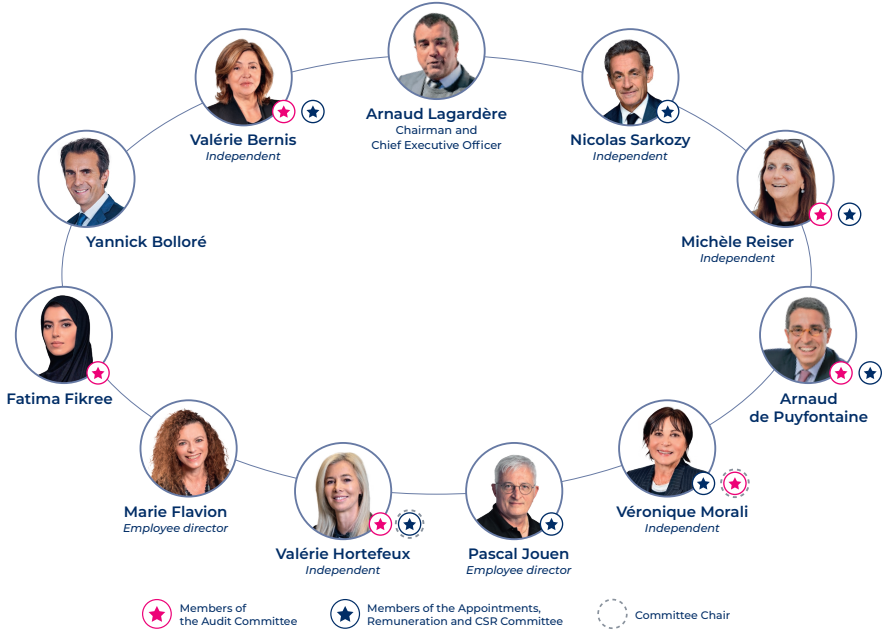 Arnaud Lagardère
Chairman and
Chief Executive Officer
Valérie Bernis
Independent
Nicolas Sarkozy
Independent
Yannick Bolloré
Michèle Reiser
Independent
Fatima Fikree
Arnaud
de Puyfontaine
Marie Flavion
Employee director
Valérie Hortefeux
Independent
Pascal Jouen
Employee director
Véronique Morali
Independent
Members of
the Audit Committee
Members of the Appointments,
Remuneration and CSR Committee
Committee Chair